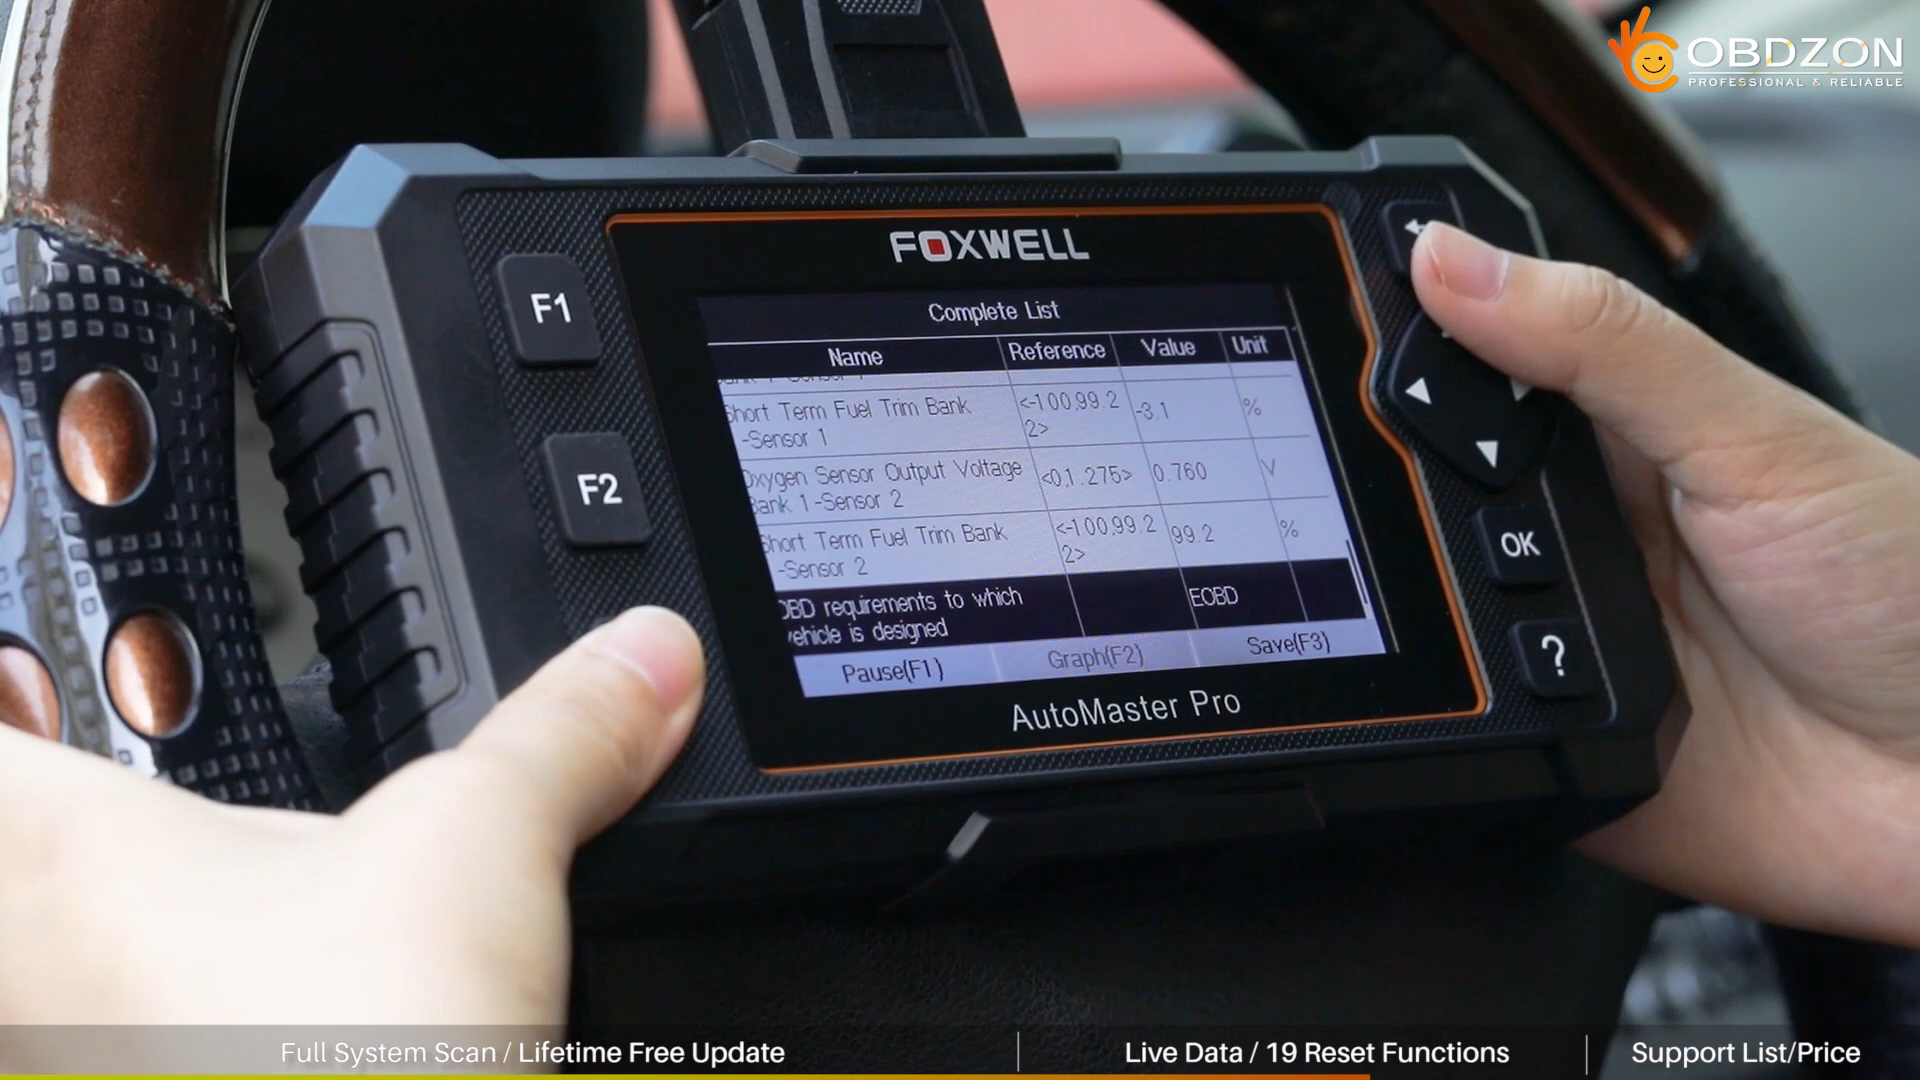 OBDZON
PROFESSIONAL & RELIABLE
FOXWELL
F1
F2
Complete List
Name Reference Value Unit
Short Term Fuel Trim Bank <-100,99.2 -3.1 %
-Sensor 1 2>
Oxygen Sensor Output Voltage <0,1.275> 0.760 V
Bank 1-Sensor 2
Short Term Fuel Trim Bank <-100,99.2 99.2 %
-Sensor 2 2>
OBD requirements to which EOBD
vehicle is designed
Pause(F1) Graph(F2) Save(F3)
AutoMaster Pro
OK
?
Full System Scan / Lifetime Free Update
Live Data / 19 Reset Functions
Support List/Price